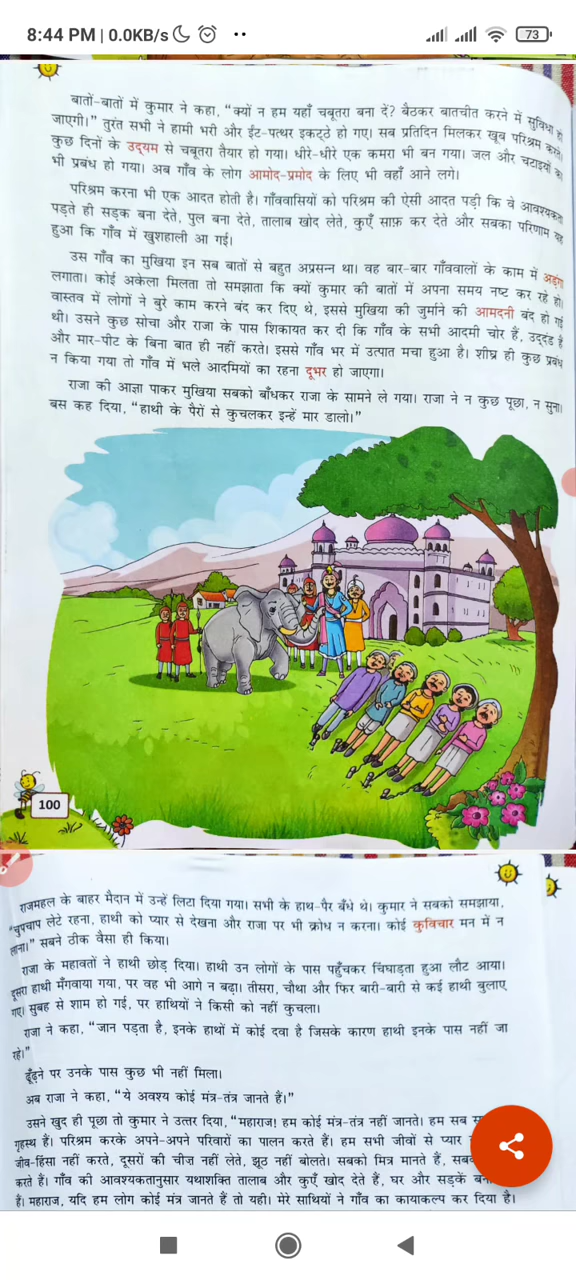 8:44 PM | 0.0KB/s
73
बातों-बातों में कुमार ने कहा, “क्यों न हम यहाँ चबूतरा बना दें? बैठकर बातचीत करने में सुविधा हो
जाएगी।” तुरंत सभी ने हामी भरी और ईंट-पत्थर इकट्ठे हो गए। सब प्रतिदिन मिलकर खूब परिश्रम करते।
कुछ दिनों के उद्यम से चबूतरा तैयार हो गया। धीरे-धीरे एक कमरा भी बन गया। जल और चटाइयों का
भी प्रबंध हो गया। अब गाँव के लोग आमोद-प्रमोद के लिए भी वहाँ आने लगे।
परिश्रम करना भी एक आदत होती है। गाँववासियों को परिश्रम की ऐसी आदत पड़ी कि वे आवश्यकता
पड़ते ही सड़क बना देते, पुल बना देते, तालाब खोद लेते, कुएँ साफ़ कर देते और सबका परिणाम यह
हुआ कि गाँव में खुशहाली आ गई।
उस गाँव का मुखिया इन सब बातों से बहुत अप्रसन्न था। वह बार-बार गाँववालों के काम में अड़ंगा
लगाता। कोई अकेला मिलता तो समझाता कि क्यों कुमार की बातों में अपना समय नष्ट कर रहे हो।
वास्तव में लोगों ने बुरे काम करने बंद कर दिए थे, इससे मुखिया की जुर्माने की आमदनी बंद हो गई
थी। उसने कुछ सोचा और राजा के पास शिकायत कर दी कि गाँव के सभी आदमी चोर हैं, उद्दंड हैं
और मार-पीट के बिना बात ही नहीं करते। इससे गाँव भर में उत्पात मचा हुआ है। शीघ्र ही कुछ प्रबंध
न किया गया तो गाँव में भले आदमियों का रहना दूभर हो जाएगा।
राजा की आज्ञा पाकर मुखिया सबको बाँधकर राजा के सामने ले गया। राजा ने न कुछ पूछा, न सुना।
बस कह दिया, “हाथी के पैरों से कुचलकर इन्हें मार डालो।”
100
राजमहल के बाहर मैदान में उन्हें लिटा दिया गया। सभी के हाथ-पैर बँधे थे। कुमार ने सबको समझाया,
“चुपचाप लेटे रहना, हाथी को प्यार से देखना और राजा पर भी क्रोध न करना। कोई कुविचार मन में न
लाना।” सबने ठीक वैसा ही किया।
राजा के महावतों ने हाथी छोड़ दिया। हाथी उन लोगों के पास पहुँचकर चिंघाड़ता हुआ लौट आया।
दूसरा हाथी मँगवाया गया, पर वह भी आगे न बढ़ा। तीसरा, चौथा और फिर बारी-बारी से कई हाथी बुलाए
गए। सुबह से शाम हो गई, पर हाथियों ने किसी को नहीं कुचला।
राजा ने कहा, “जान पड़ता है, इनके हाथों में कोई दवा है जिसके कारण हाथी इनके पास नहीं जा
रहे।”
ढूँढ़ने पर उनके पास कुछ भी नहीं मिला।
अब राजा ने कहा, “ये अवश्य कोई मंत्र-तंत्र जानते हैं।”
उसने खुद ही पूछा तो कुमार ने उत्तर दिया, “महाराज! हम कोई मंत्र-तंत्र नहीं जानते। हम सब
गृहस्थ हैं। परिश्रम करके अपने-अपने परिवारों का पालन करते हैं। हम सभी जीवों से प्यार
जीव-हिंसा नहीं करते, दूसरों की चीज़ नहीं लेते, झूठ नहीं बोलते। सबको मित्र मानते हैं,
करते हैं। गाँव की आवश्यकतानुसार यथाशक्ति तालाब और कुएँ खोद देते हैं, घर और सड़कें
हैं। महाराज, यदि हम लोग कोई मंत्र जानते हैं तो यही। मेरे साथियों ने गाँव का कायाकल्प कर दिया है।